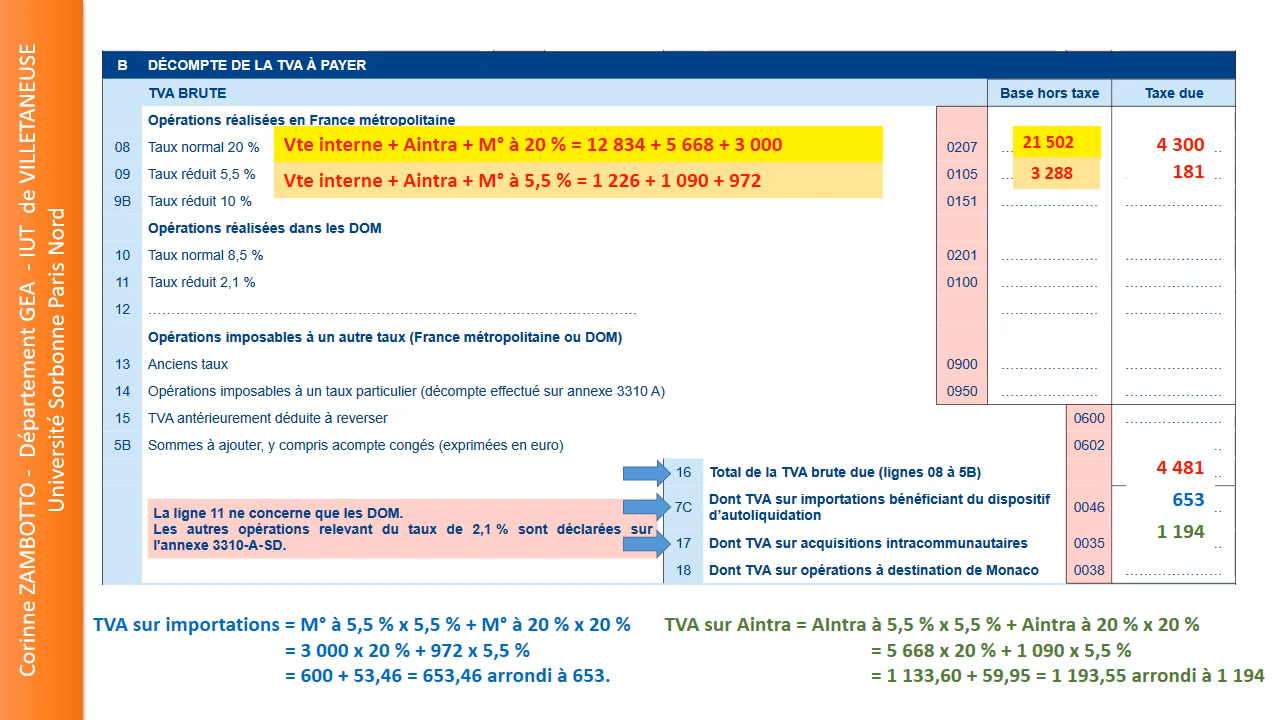 Corinne ZAMBOTTO - Département GEA - IUT de VILLETANEUSE
Université Sorbonne Paris Nord
B DÉCOMPTE DE LA TVA À PAYER
TVA BRUTE Base hors taxe Taxe due
Opérations réalisées en France métropolitaine
08 Taux normal 20 % Vte interne + Aintra + M° à 20 % = 12 834 + 5 668 + 3 000 0207 21 502 4 300
09 Taux réduit 5,5 % Vte interne + Aintra + M° à 5,5 % = 1 226 + 1 090 + 972 0105 3 288 181
9B Taux réduit 10 % 0151
Opérations réalisées dans les DOM
10 Taux normal 8,5 % 0201
11 Taux réduit 2,1 % 0100
12
Opérations imposables à un autre taux (France métropolitaine ou DOM)
13 Anciens taux 0900
14 Opérations imposables à un taux particulier (décompte effectué sur annexe 3310 A) 0950
15 TVA antérieurement déduite à reverser 0600
5B Sommes à ajouter, y compris acompte congés (exprimées en euro) 0602
16 Total de la TVA brute due (lignes 08 à 5B) 4 481
7C Dont TVA sur importations bénéficiant du dispositif
d'autoliquidation 0046 653
17 Dont TVA sur acquisitions intracommunautaires 0035 1 194
18 Dont TVA sur opérations à destination de Monaco 0038
La ligne 11 ne concerne que les DOM.
Les autres opérations relevant du taux de 2,1 % sont déclarées sur
l'annexe 3310-A-SD.
TVA sur importations = M° à 5,5 % x 5,5 % + M° à 20 % x 20 %
= 3 000 x 20 % + 972 x 5,5 %
= 600 + 53,46 = 653,46 arrondi à 653.
TVA sur Aintra = AIntra à 5,5 % x 5,5 % + Aintra à 20 % x 20 %
= 5 668 x 20 % + 1 090 x 5,5 %
= 1 133,60 + 59,95 = 1 193,55 arrondi à 1 194